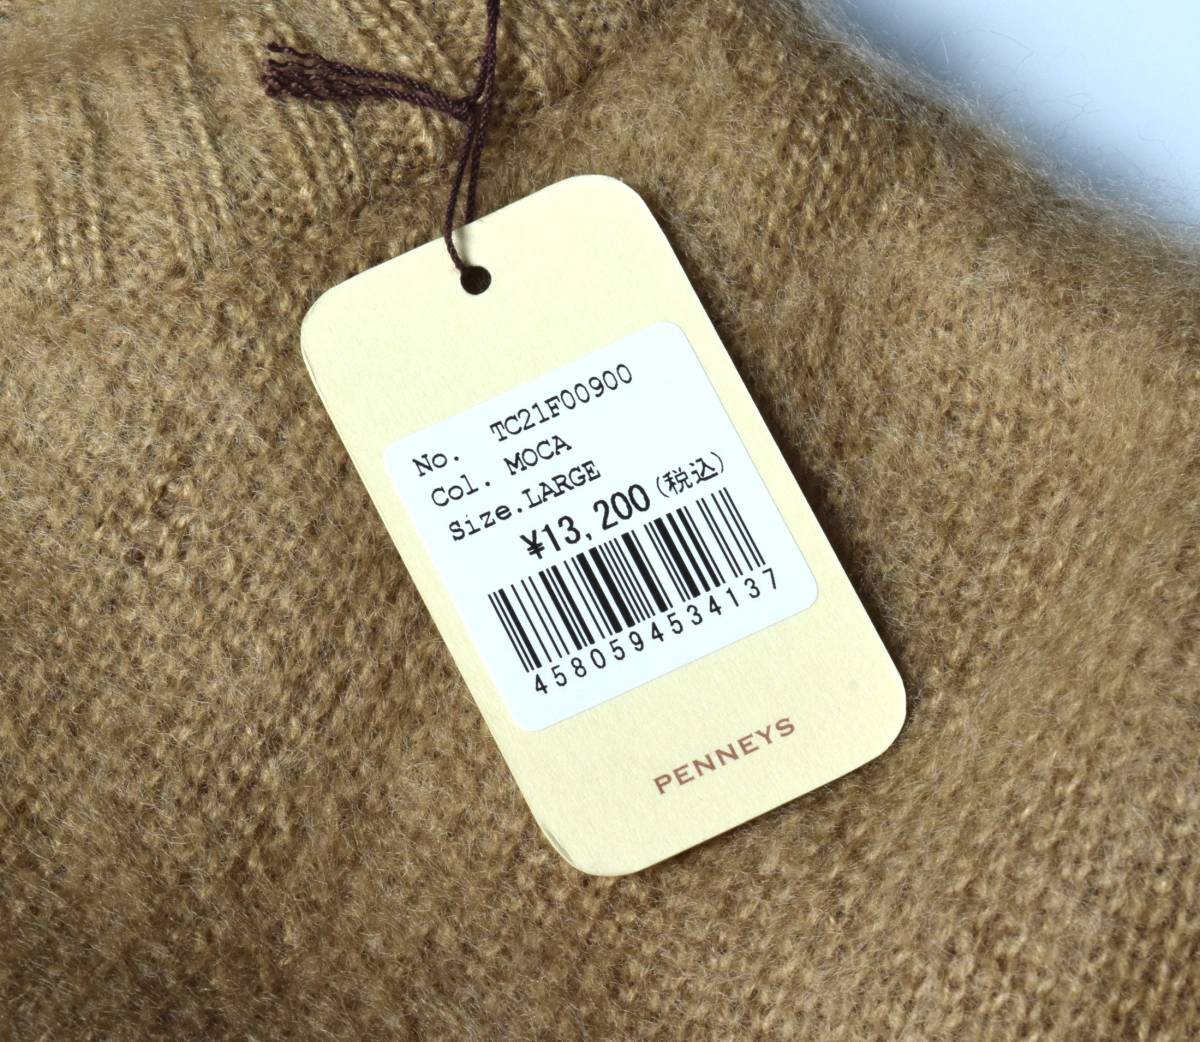 No. TC21F00900
Col. MOCA
Size.LARGE
¥13,200(税込)
4580594534137
PENNEYS